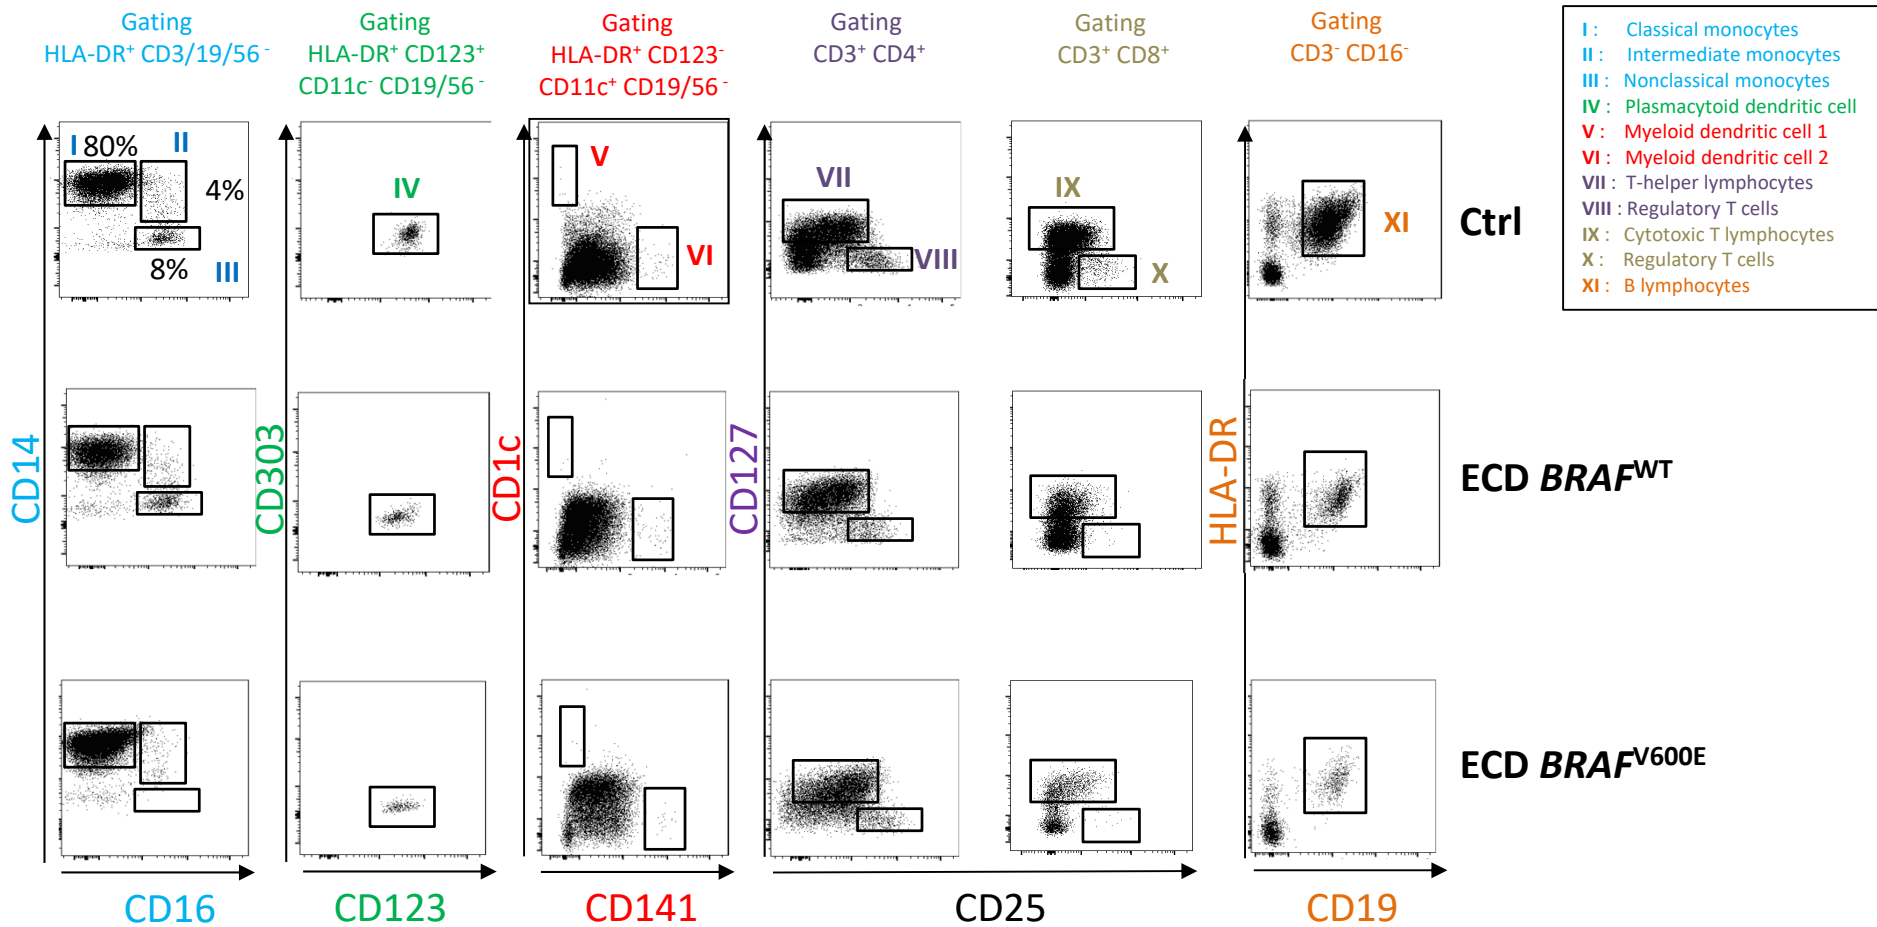 Gating
HLA-DR+ CD3/19/56 -
Gating
HLA-DR+ CD123+
CD11c- CD19/56 -
Gating
HLA-DR+ CD123-
CD11c+ CD19/56 -
Gating
CD3+ CD4+
Gating
CD3+ CD8+
Gating
CD3- CD16-
I : Classical monocytes
II : Intermediate monocytes
III : Nonclassical monocytes
IV : Plasmacytoid dendritic cell
V : Myeloid dendritic cell 1
VI : Myeloid dendritic cell 2
VII : T-helper lymphocytes
VIII : Regulatory T cells
IX : Cytotoxic T lymphocytes
X : Regulatory T cells
XI : B lymphocytes
I 80% II
4%
8% III
IV
V
VI
VII
VIII
IX
X
XI
Ctrl
CD14
CD303
CD1c
CD127
HLA-DR
ECD BRAF^WT
ECD BRAF^V600E
CD16
CD123
CD141
CD25
CD19